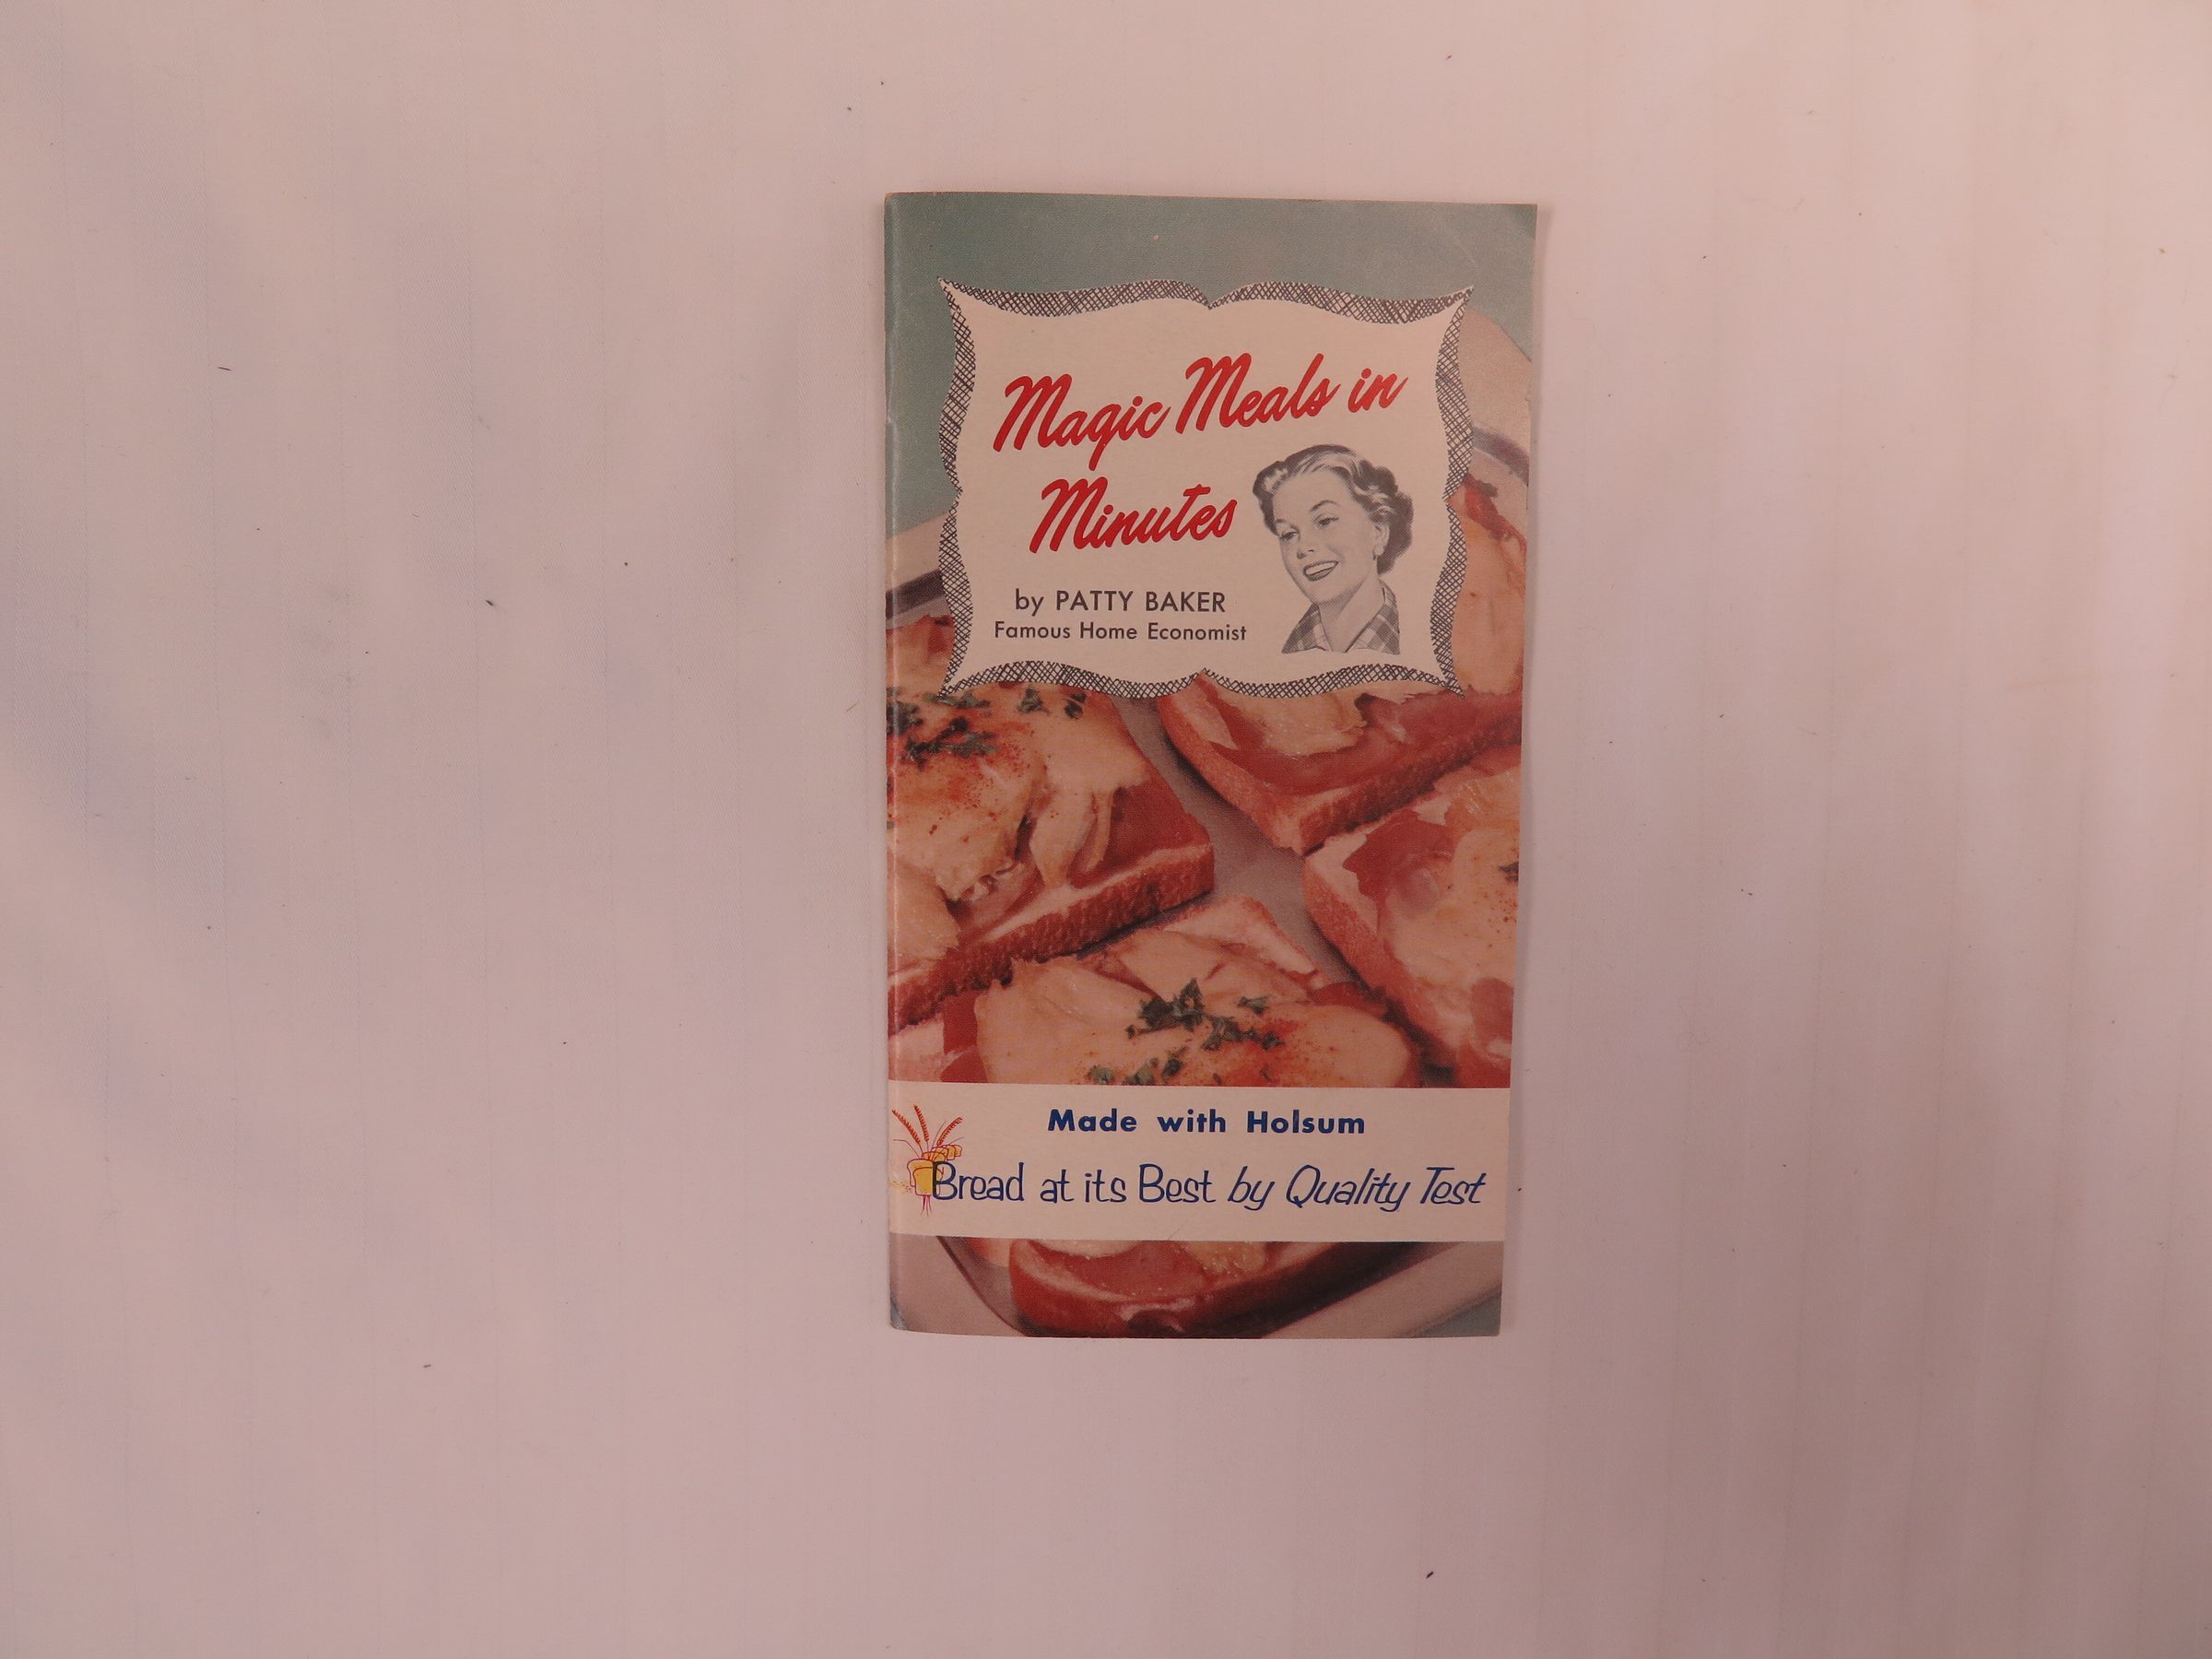 Magic Meals in
Minutes
by PATTY BAKER
Famous Home Economist
Made with Holsum
Bread at its Best by Quality Test